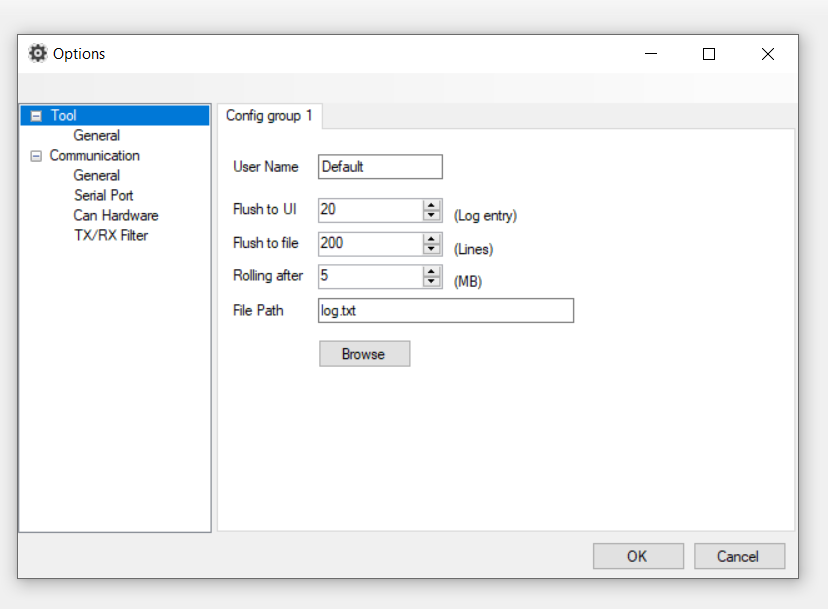 Options
Tool
General
Communication
General
Serial Port
Can Hardware
TX/RX Filter
Config group 1
User Name Default
Flush to UI 20 (Log entry)
Flush to file 200 (Lines)
Rolling after 5 (MB)
File Path log.txt
Browse
OK Cancel